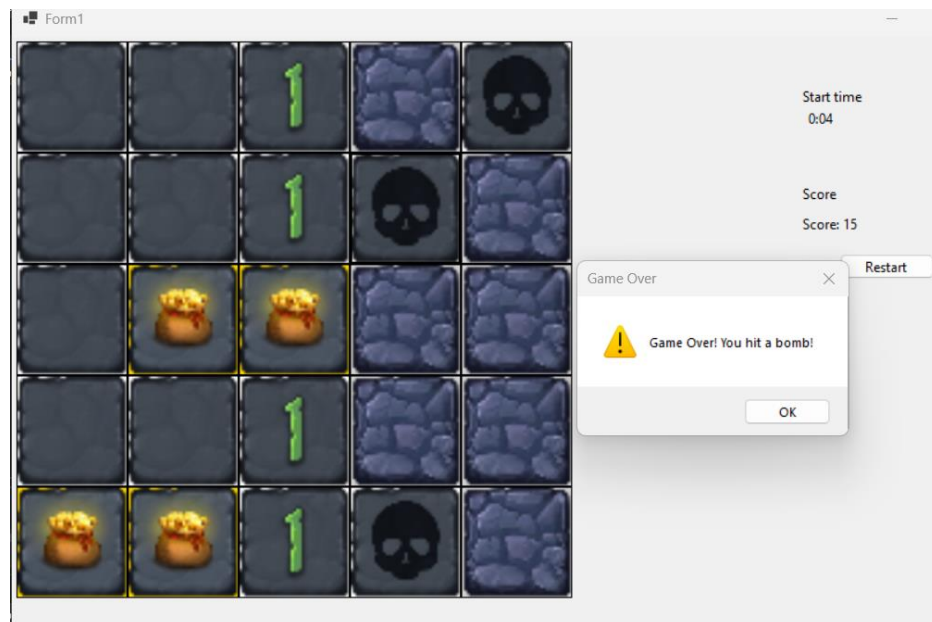 Form1
1
Start time
0:04
1
Score
Score: 15
Restart
Game Over
Game Over! You hit a bomb!
OK
1
1